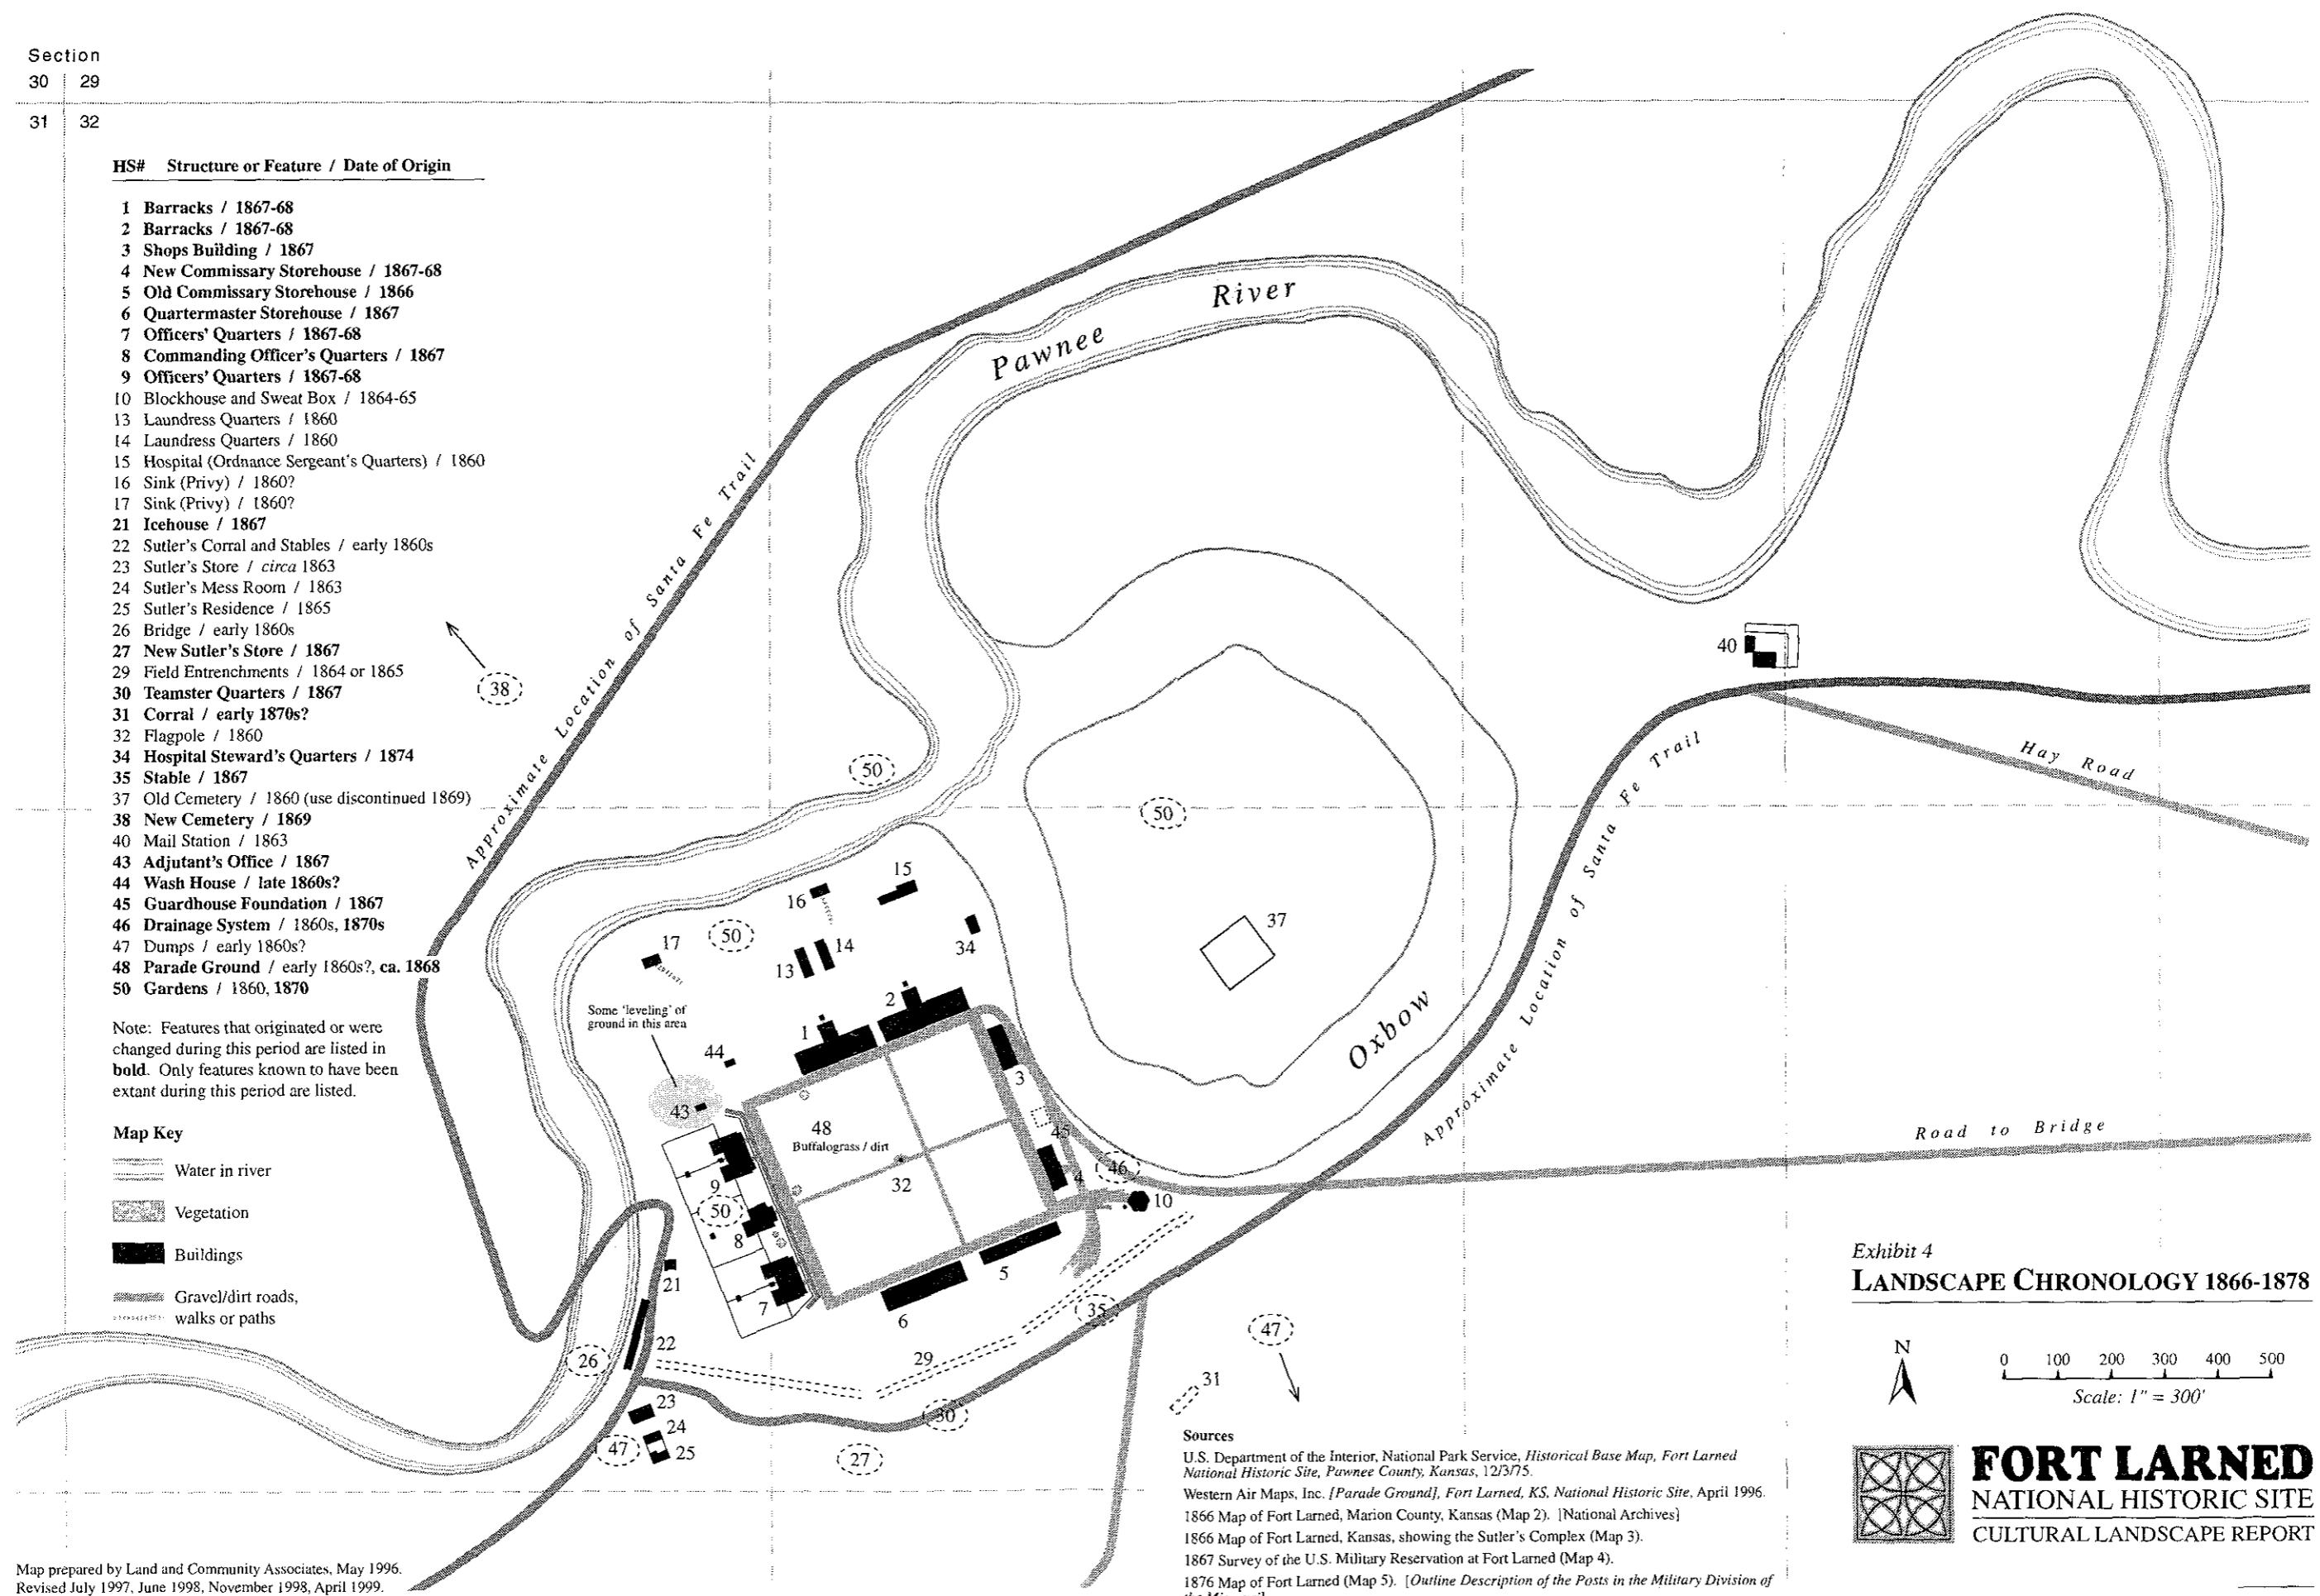 Section
30 29
31 32
HS# Structure or Feature / Date of Origin
1 Barracks / 1867-68
2 Barracks / 1867-68
3 Shops Building / 1867
4 New Commissary Storehouse / 1867-68
5 Old Commissary Storehouse / 1866
6 Quartermaster Storehouse / 1867
7 Officers' Quarters / 1867-68
8 Commanding Officer's Quarters / 1867
9 Officers' Quarters / 1867-68
10 Blockhouse and Sweat Box / 1864-65
13 Laundress Quarters / 1860
14 Laundress Quarters / 1860
15 Hospital (Ordnance Sergeant's Quarters) / 1860
16 Sink (Privy) / 1860?
17 Sink (Privy) / 1860?
21 Icehouse / 1867
22 Sutler's Corral and Stables / early 1860s
23 Sutler's Store / circa 1863
24 Sutler's Mess Room / 1863
25 Sutler's Residence / 1865
26 Bridge / early 1860s
27 New Sutler's Store / 1867
29 Field Entrenchments / 1864 or 1865
30 Teamster Quarters / 1867
31 Corral / early 1870s?
32 Flagpole / 1860
34 Hospital Steward's Quarters / 1874
35 Stable / 1867
37 Old Cemetery / 1860 (use discontinued 1869)
38 New Cemetery / 1869
40 Mail Station / 1863
43 Adjutant's Office / 1867
44 Wash House / late 1860s?
45 Guardhouse Foundation / 1867
46 Drainage System / 1860s, 1870s
47 Dumps / early 1860s?
48 Parade Ground / early 1860s?, ca. 1868
50 Gardens / 1860, 1870
Note: Features that originated or were
changed during this period are listed in
bold. Only features known to have been
extant during this period are listed.
Map Key
Water in river
Vegetation
Buildings
Gravel/dirt roads,
walks or paths
Map prepared by Land and Community Associates, May 1996.
Revised July 1997, June 1998, November 1998, April 1999.
Pawnee River
Approximate Location of Santa Fe Trail
38
50
50
40
Hay Road
Approximate Location of Santa Fe Trail
15
16
50
17
14
13
34
37
Oxbow
Some 'leveling' of
ground in this area
2
1
44
3
43
48
Buffalograss / dirt
45
46
4
32
9
50
8
10
Road to Bridge
21
7
5
6
35
47
22
26
29
31
23
30
24
47
25
27
Sources
U.S. Department of the Interior, National Park Service, Historical Base Map, Fort Larned
National Historic Site, Pawnee County, Kansas, 12/3/75.
Western Air Maps, Inc. [Parade Ground], Fort Larned, KS, National Historic Site, April 1996.
1866 Map of Fort Larned, Marion County, Kansas (Map 2). [National Archives]
1866 Map of Fort Larned, Kansas, showing the Sutler's Complex (Map 3).
1867 Survey of the U.S. Military Reservation at Fort Larned (Map 4).
1876 Map of Fort Larned (Map 5). [Outline Description of the Posts in the Military Division of
Exhibit 4
LANDSCAPE CHRONOLOGY 1866-1878
N
0 100 200 300 400 500
Scale: 1" = 300'
FORT LARNED
NATIONAL HISTORIC SITE
CULTURAL LANDSCAPE REPORT